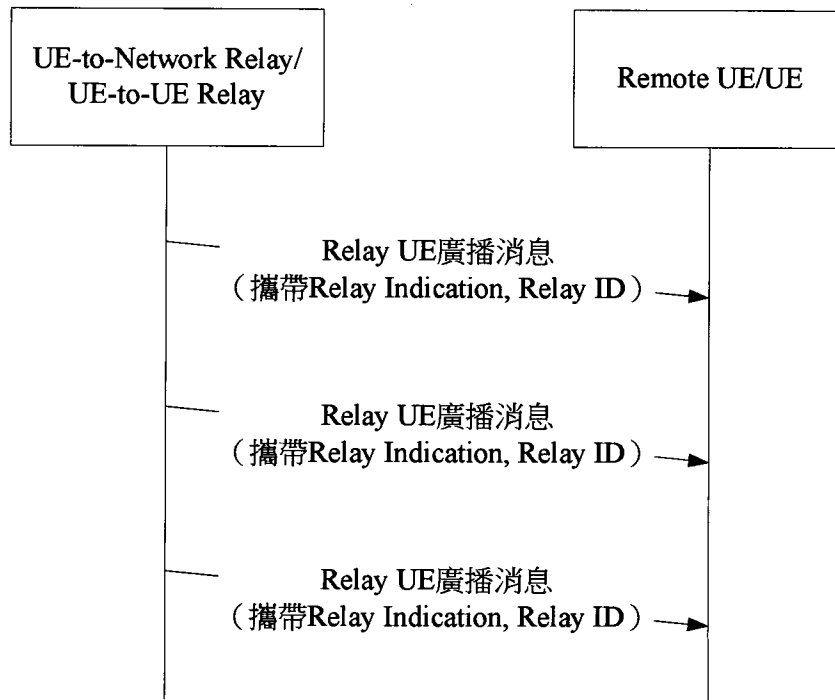 UE-to-Network Relay/
UE-to-UE Relay
Remote UE/UE
Relay UE廣播消息
（攜帶Relay Indication, Relay ID）
Relay UE廣播消息
（攜帶Relay Indication, Relay ID）
Relay UE廣播消息
（攜帶Relay Indication, Relay ID）